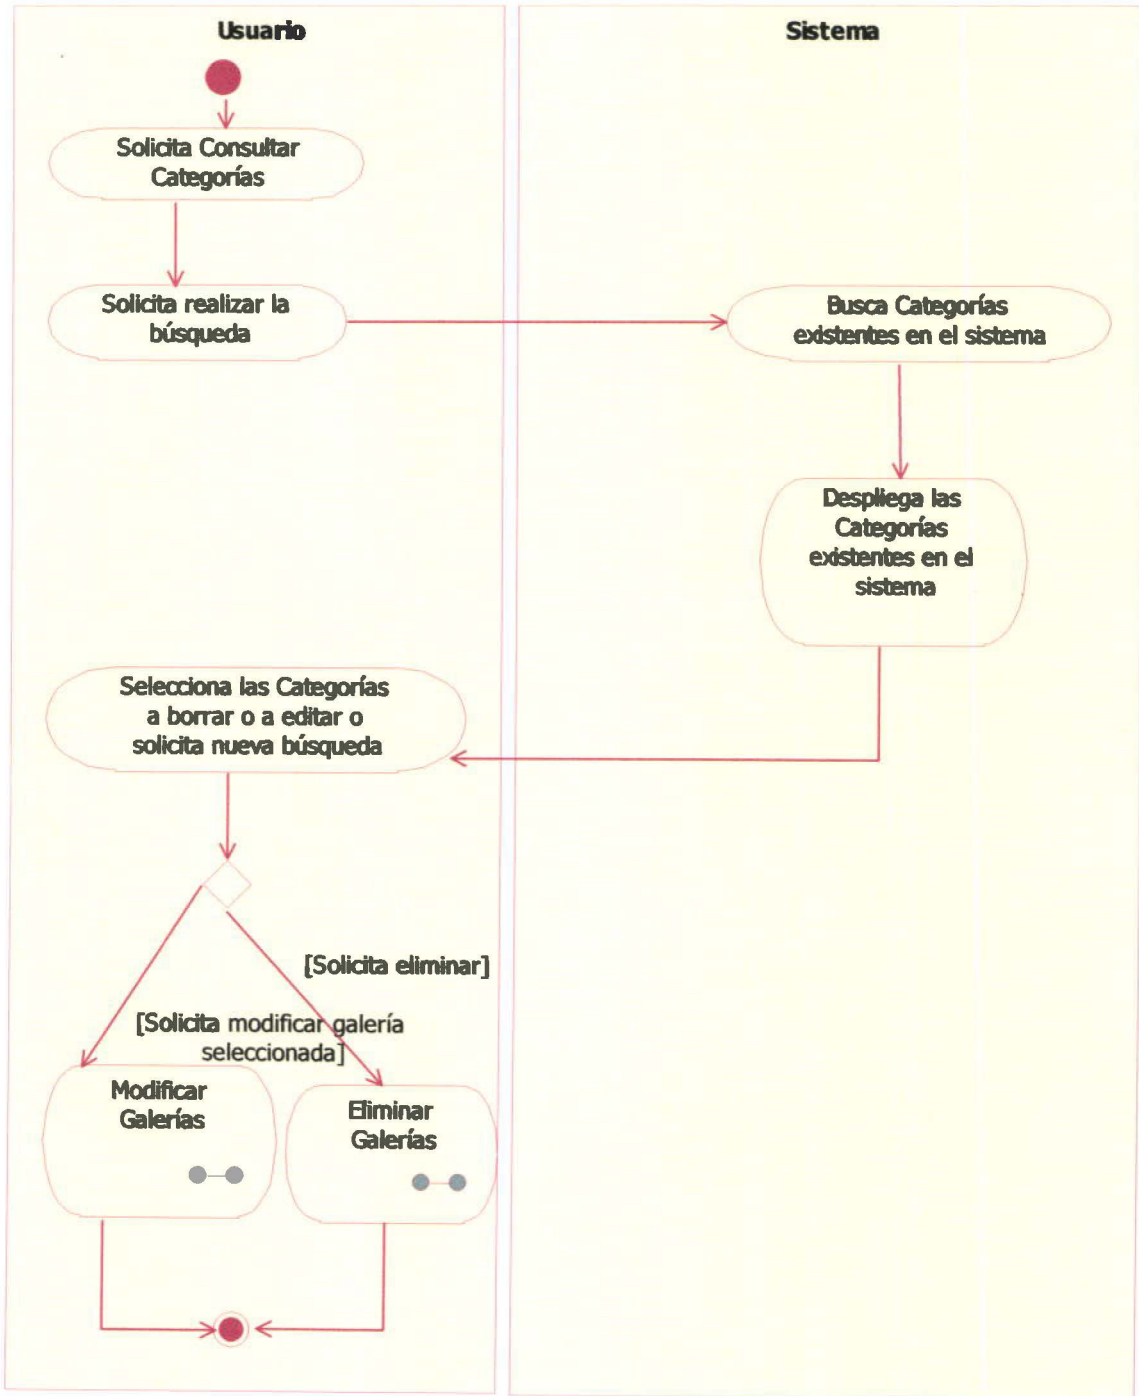 Usuario
Sistema
Solicita Consultar
Categorías
Solicita realizar la
búsqueda
Busca Categorías
existentes en el sistema
Despliega las
Categorías
existentes en el
sistema
Selecciona las Categorías
a borrar o a editar o
solicita nueva búsqueda
[Solicita eliminar]
[Solicita modificar galería
seleccionada]
Modificar
Galerías
Eliminar
Galerías